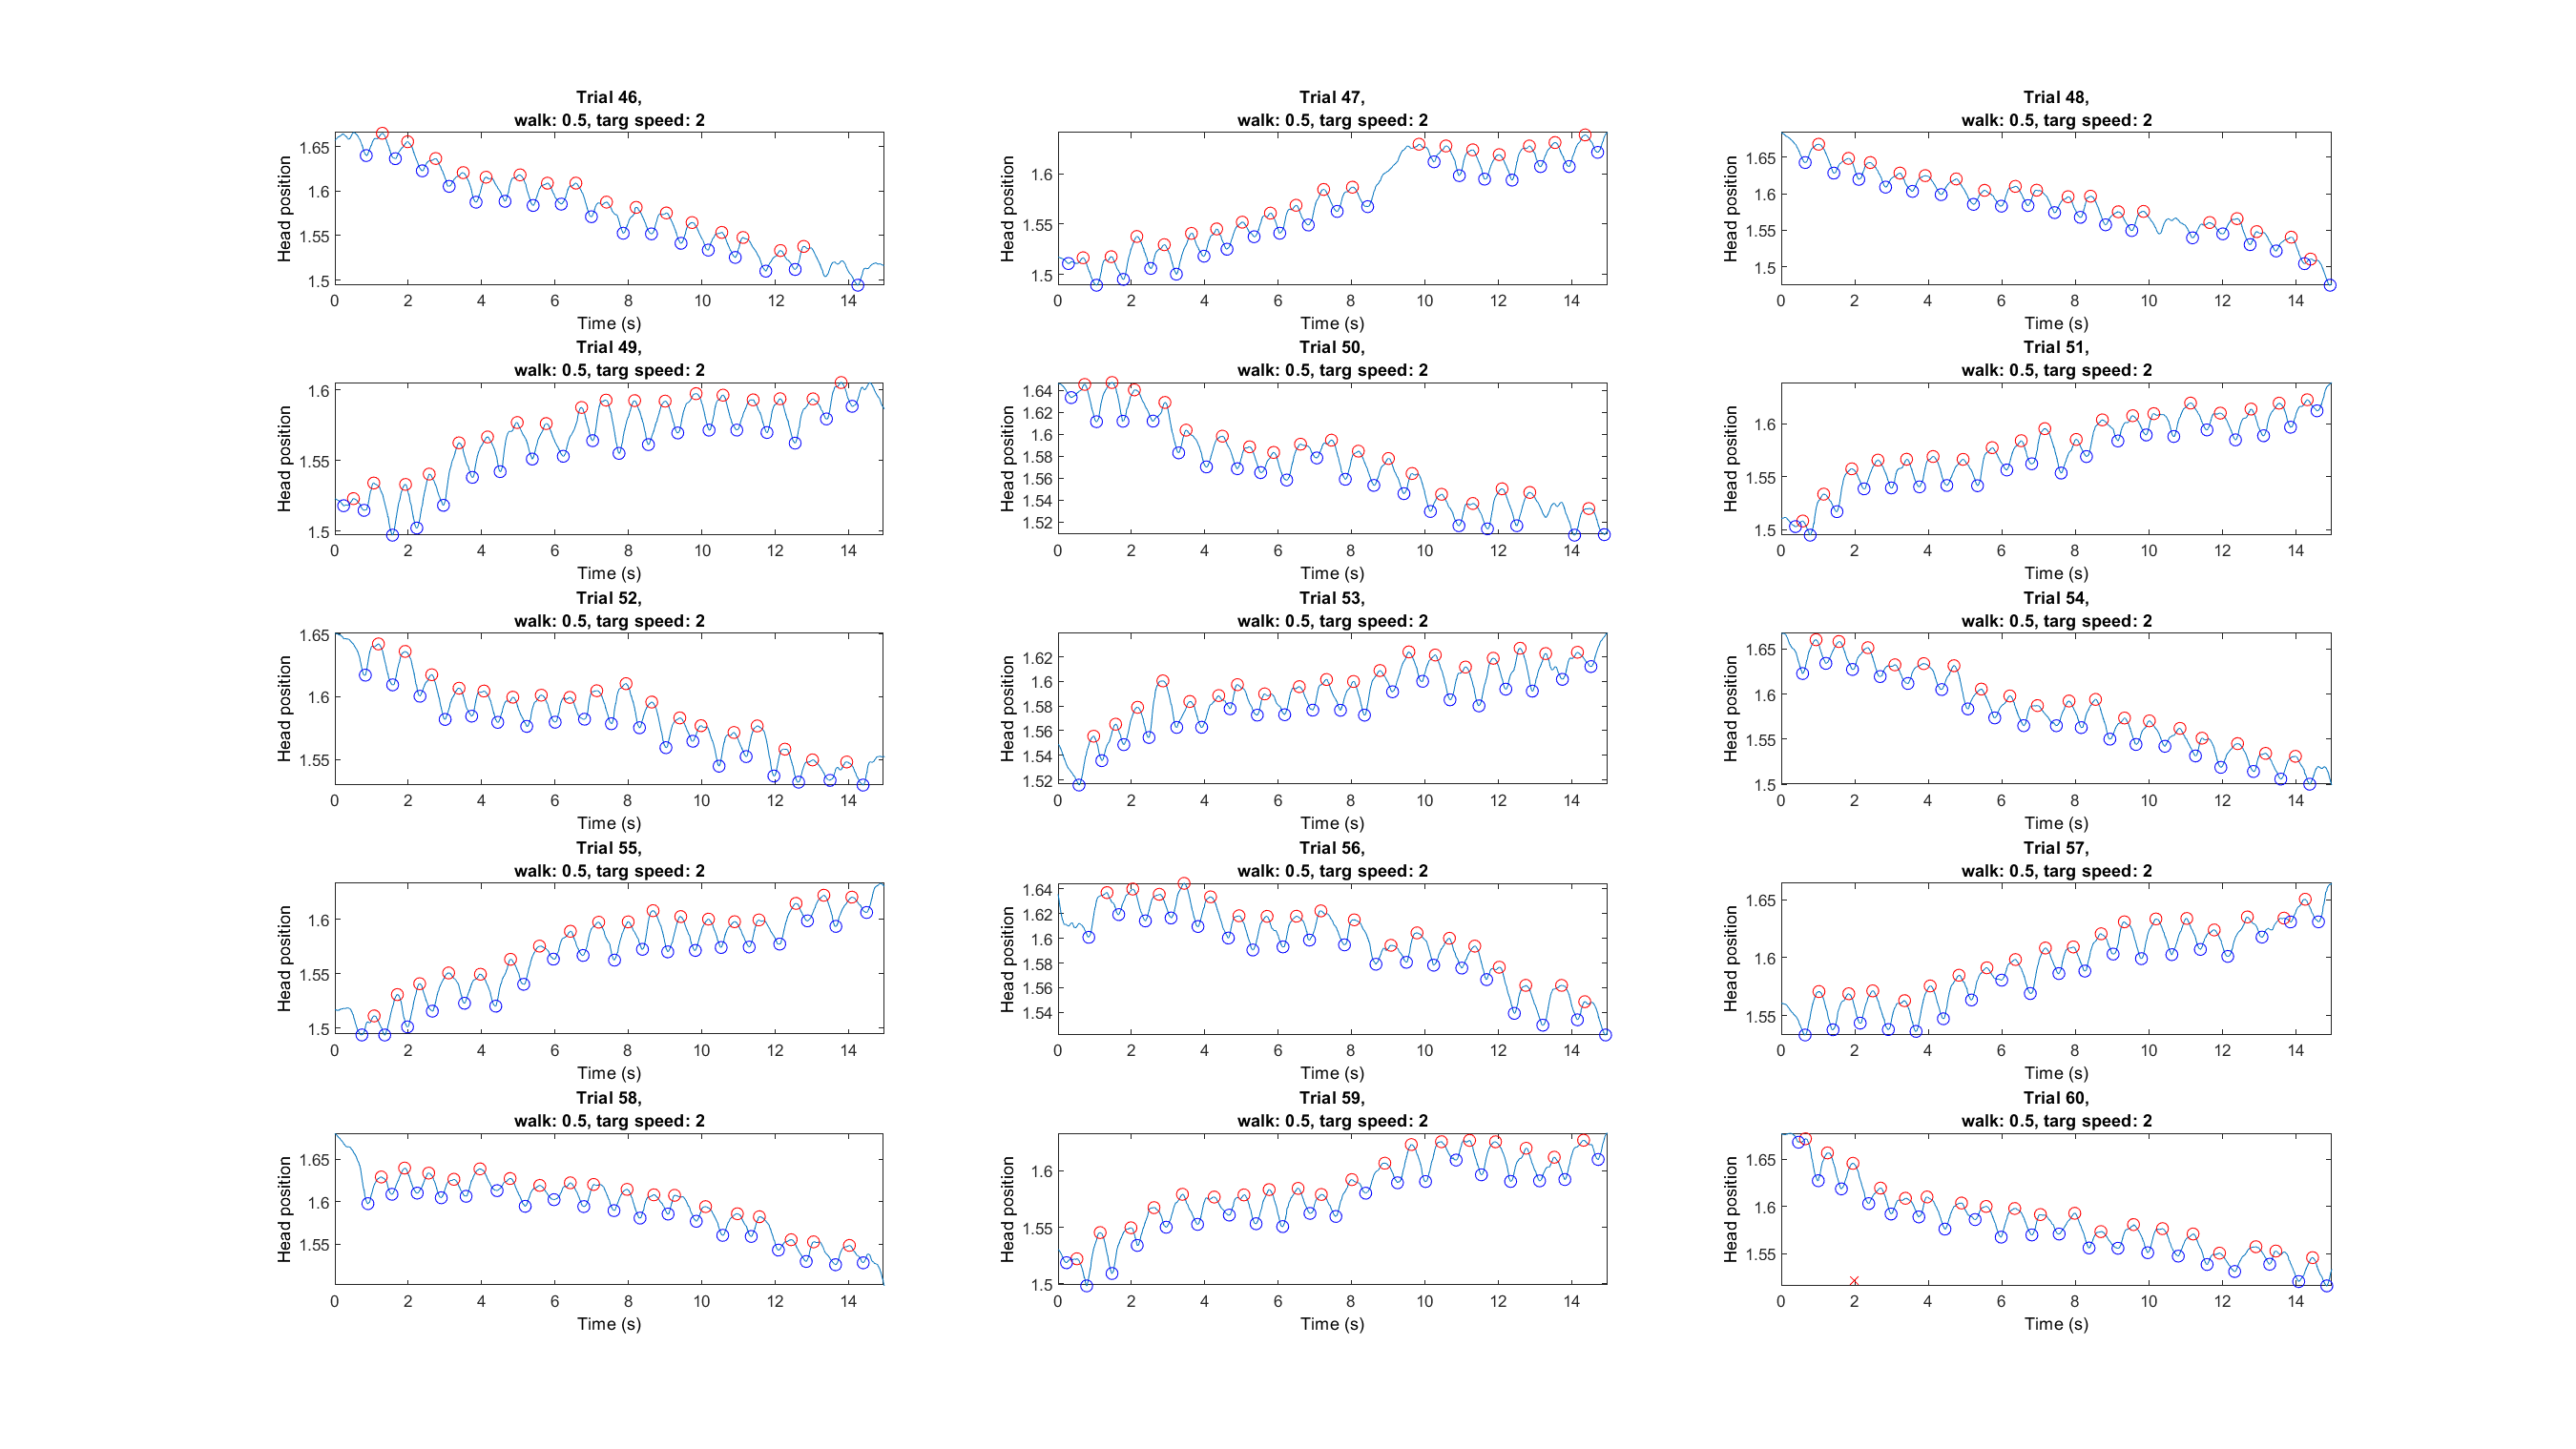 Trial 46,
walk: 0.5, targ speed: 2
Head position
1.65
1.6
1.55
1.5
0 2 4 6 8 10 12 14
Time (s)
Trial 47,
walk: 0.5, targ speed: 2
Head position
1.6
1.55
1.5
0 2 4 6 8 10 12 14
Time (s)
Trial 48,
walk: 0.5, targ speed: 2
Head position
1.65
1.6
1.55
1.5
0 2 4 6 8 10 12 14
Time (s)
Trial 49,
walk: 0.5, targ speed: 2
Head position
1.6
1.55
1.5
0 2 4 6 8 10 12 14
Time (s)
Trial 50,
walk: 0.5, targ speed: 2
Head position
1.64
1.62
1.6
1.58
1.56
1.54
1.52
0 2 4 6 8 10 12 14
Time (s)
Trial 51,
walk: 0.5, targ speed: 2
Head position
1.6
1.55
1.5
0 2 4 6 8 10 12 14
Time (s)
Trial 52,
walk: 0.5, targ speed: 2
Head position
1.65
1.6
1.55
0 2 4 6 8 10 12 14
Time (s)
Trial 53,
walk: 0.5, targ speed: 2
Head position
1.62
1.6
1.58
1.56
1.54
1.52
0 2 4 6 8 10 12 14
Time (s)
Trial 54,
walk: 0.5, targ speed: 2
Head position
1.65
1.6
1.55
1.5
0 2 4 6 8 10 12 14
Time (s)
Trial 55,
walk: 0.5, targ speed: 2
Head position
1.6
1.55
1.5
0 2 4 6 8 10 12 14
Time (s)
Trial 56,
walk: 0.5, targ speed: 2
Head position
1.64
1.62
1.6
1.58
1.56
1.54
0 2 4 6 8 10 12 14
Time (s)
Trial 57,
walk: 0.5, targ speed: 2
Head position
1.65
1.6
1.55
0 2 4 6 8 10 12 14
Time (s)
Trial 58,
walk: 0.5, targ speed: 2
Head position
1.65
1.6
1.55
0 2 4 6 8 10 12 14
Time (s)
Trial 59,
walk: 0.5, targ speed: 2
Head position
1.6
1.55
1.5
0 2 4 6 8 10 12 14
Time (s)
Trial 60,
walk: 0.5, targ speed: 2
Head position
1.65
1.6
1.55
0 2 4 6 8 10 12 14
Time (s)